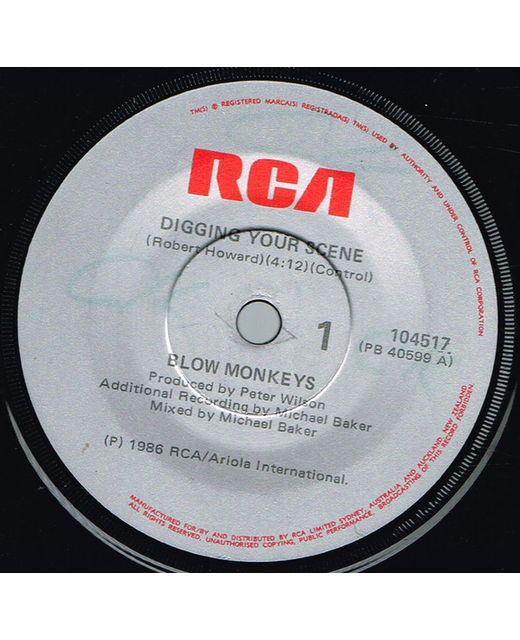 TM(S) ® REGISTERED MARCA(S) REGISTRADA(S) TM(S) USED BY AUTHORITY AND UNDER CONTROL OF RCA CORPORATION
RCA
DIGGING YOUR SCENE
(Robert Howard)(4:12)(Control)
1
104517
(PB 40599 A)
BLOW MONKEYS
Produced by Peter Wilson
Additional Recording by Michael Baker
Mixed by Michael Baker
(P) 1986 RCA/Ariola International.
MANUFACTURED FOR/BY AND DISTRIBUTED BY RCA LIMITED SYDNEY, AUSTRALIA, AND AUCKLAND, NEW ZEALAND
ALL RIGHTS RESERVED, UNAUTHORISED COPYING, PUBLIC PERFORMANCE, BROADCASTING OF THIS RECORD FORBIDDEN.